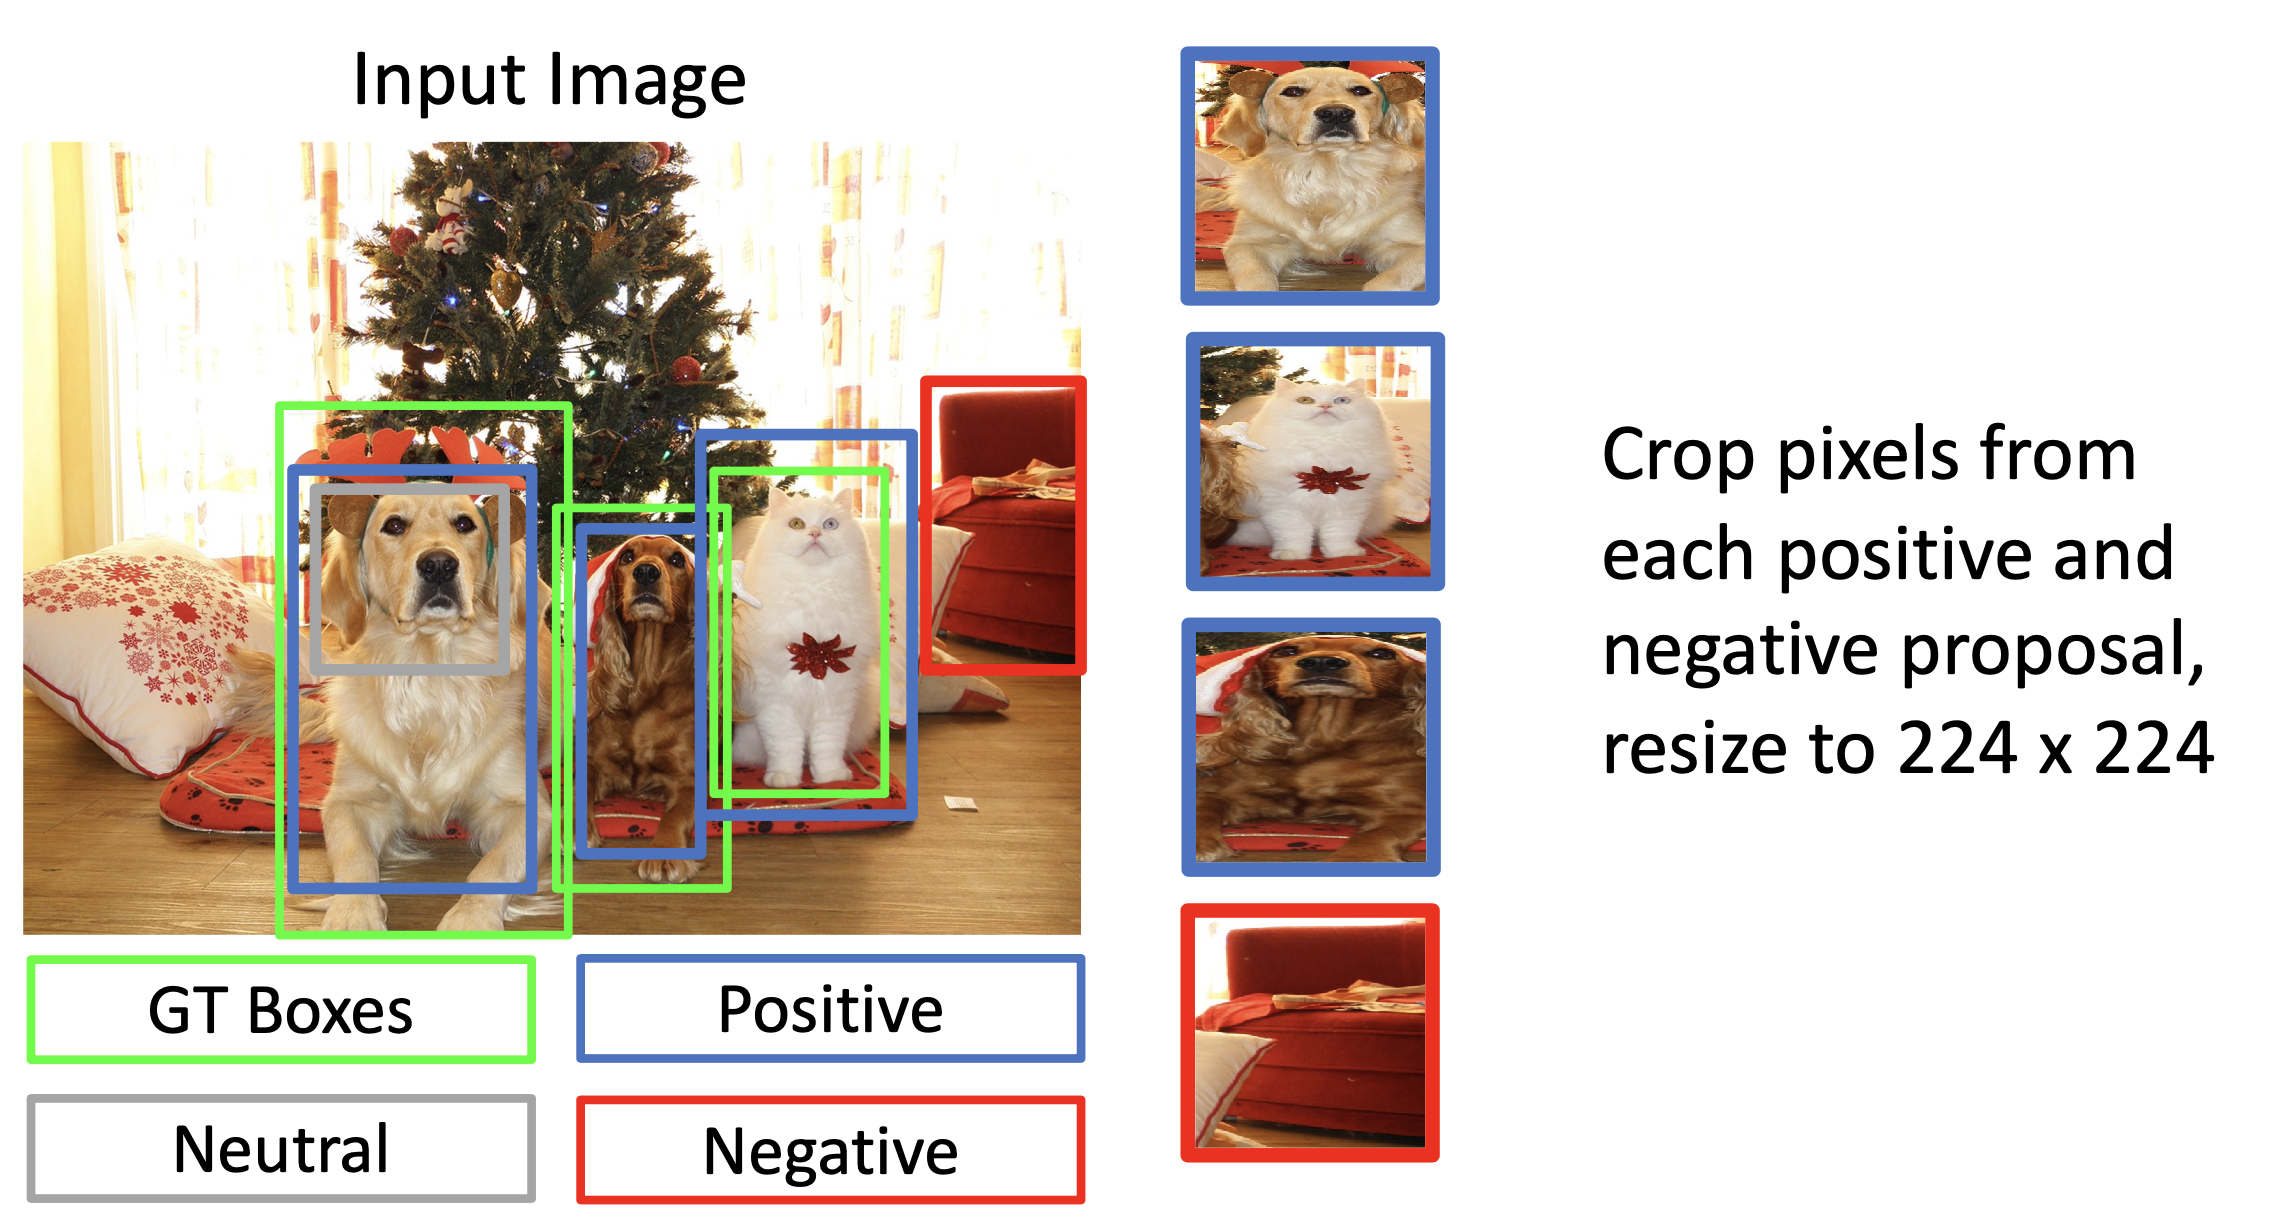 Input Image
GT Boxes
Positive
Neutral
Negative
Crop pixels from
each positive and
negative proposal,
resize to 224 x 224